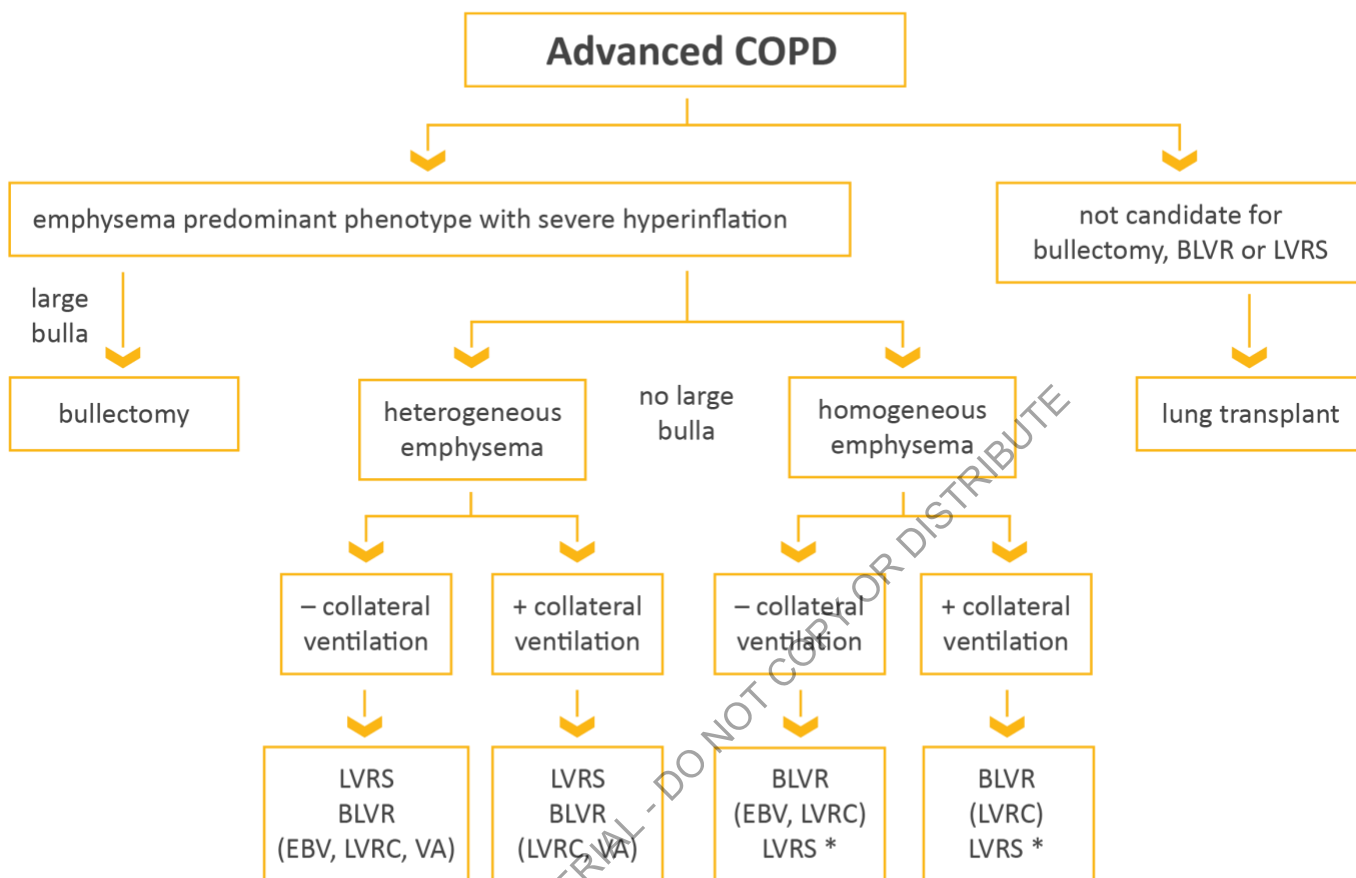 Advanced COPD
emphysema predominant phenotype with severe hyperinflation
not candidate for
bullectomy, BLVR or LVRS
large
bulla
bullectomy
heterogeneous
emphysema
no large
bulla
homogeneous
emphysema
lung transplant
– collateral
ventilation
+ collateral
ventilation
– collateral
ventilation
+ collateral
ventilation
LVRS
BLVR
(EBV, LVRC, VA)
LVRS
BLVR
(LVRC, VA)
BLVR
(EBV, LVRC)
LVRS *
BLVR
(LVRC)
LVRS *
- DO NOT COPY OR DISTRIBUTE